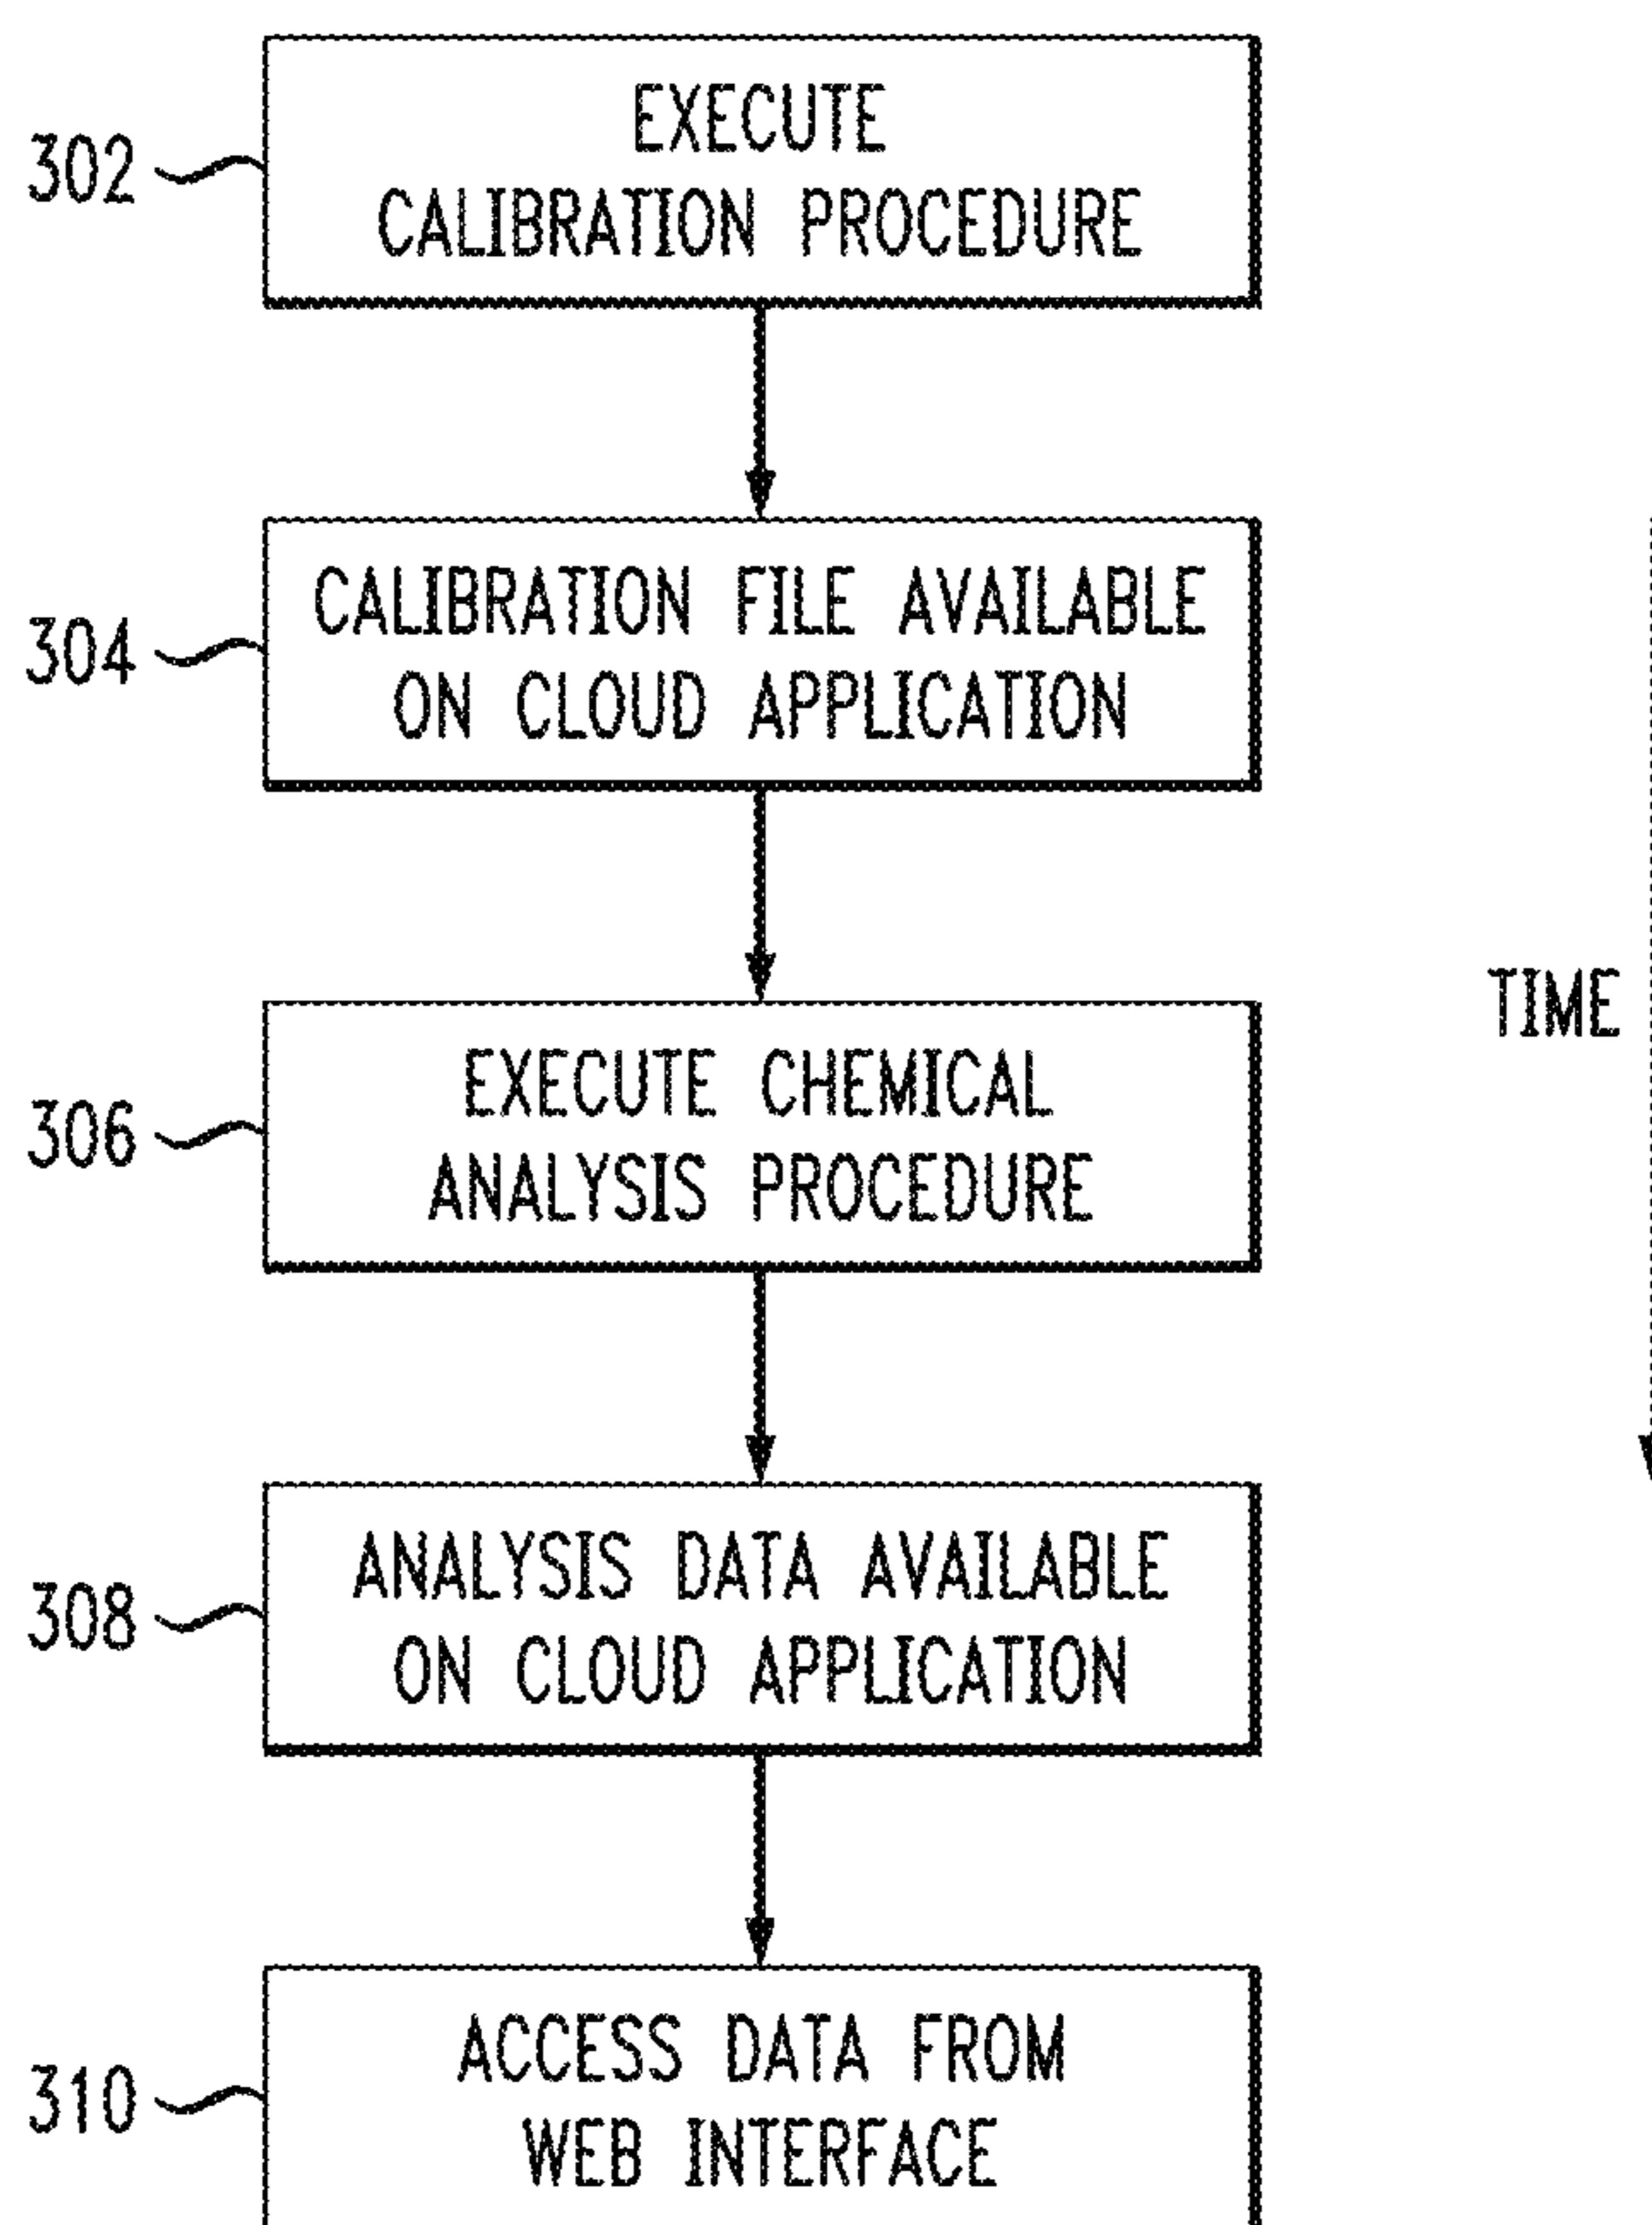 302
EXECUTE
CALIBRATION PROCEDURE
304
CALIBRATION FILE AVAILABLE
ON CLOUD APPLICATION
TIME
306
EXECUTE CHEMICAL
ANALYSIS PROCEDURE
308
ANALYSIS DATA AVAILABLE
ON CLOUD APPLICATION
310
ACCESS DATA FROM
WEB INTERFACE